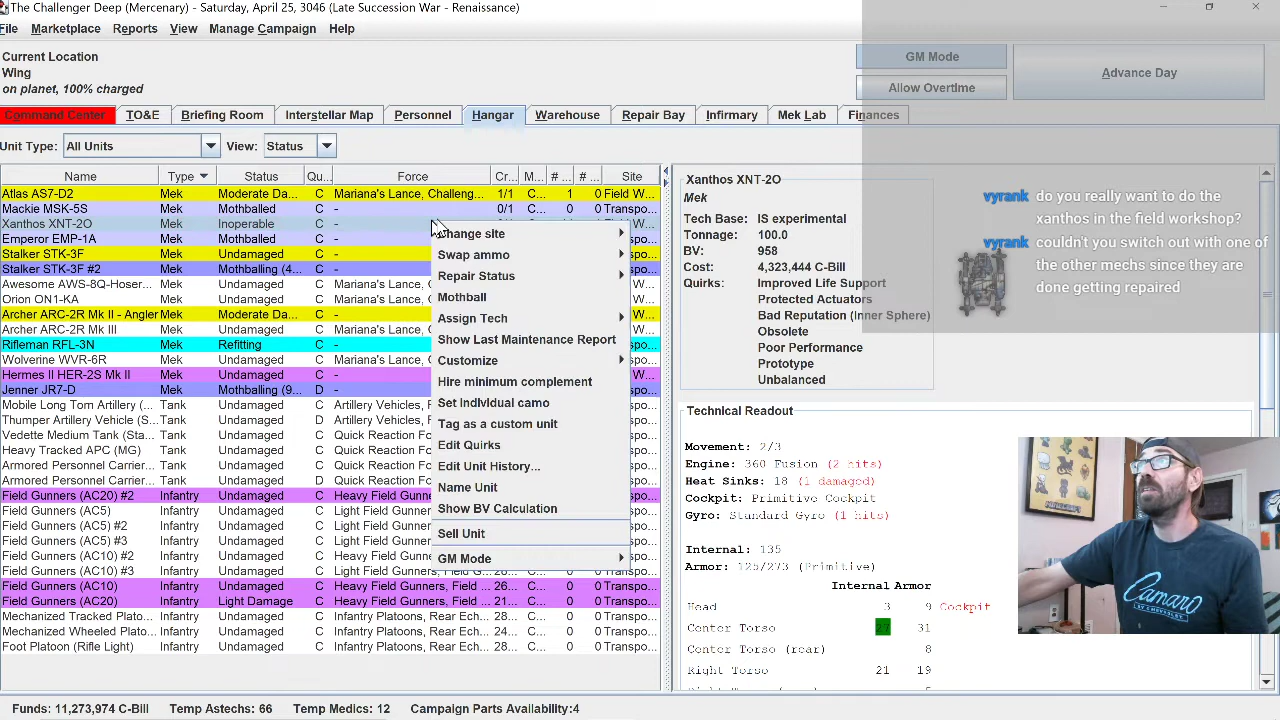 The Challenger Deep (Mercenary) - Saturday, April 25, 3046 (Late Succession War - Renaissance)
File Marketplace Reports View Manage Campaign Help
Current Location
Wing
on planet, 100% charged
GM Mode
Allow Overtime
Advance Day
Command Center TO&E Briefing Room Interstellar Map Personnel Hangar Warehouse Repair Bay Infirmary Mek Lab Finances
Unit Type: All Units View: Status
Name Type Status Qu... Force Cr... M... # ... # ... Site
Atlas AS7-D2 Mek Moderate Da... C Mariana's Lance, Challeng... 1/1 C... 1 0 Field W...
Mackie MSK-5S Mek Mothballed C - 0/1 C... 0 0 Transpo...
Xanthos XNT-2O Mek Inoperable C -
Emperor EMP-1A Mek Mothballed C -
Stalker STK-3F Mek Undamaged C -
Stalker STK-3F #2 Mek Mothballing (4... C -
Awesome AWS-8Q-Hoser... Mek Undamaged C Mariana's Lance,
Orion ON1-KA Mek Undamaged C Mariana's Lance,
Archer ARC-2R Mk II - Angler Mek Moderate Da... C -
Archer ARC-2R Mk III Mek Undamaged C Mariana's Lance,
Rifleman RFL-3N Mek Refitting C -
Wolverine WVR-6R Mek Undamaged C Mariana's Lance,
Hermes II HER-2S Mk II Mek Undamaged C -
Jenner JR7-D Mek Mothballing (9... D -
Mobile Long Tom Artillery (... Tank Undamaged C Artillery Vehicles,
Thumper Artillery Vehicle (S... Tank Undamaged D Artillery Vehicles,
Vedette Medium Tank (Sta... Tank Undamaged C Quick Reaction Fo
Heavy Tracked APC (MG) Tank Undamaged C Quick Reaction Fo
Armored Personnel Carrier... Tank Undamaged C Quick Reaction Fo
Armored Personnel Carrier... Tank Undamaged D Quick Reaction Fo
Field Gunners (AC20) #2 Infantry Undamaged C Heavy Field Gunne
Field Gunners (AC5) Infantry Undamaged C Light Field Gunner
Field Gunners (AC5) #2 Infantry Undamaged C Light Field Gunner
Field Gunners (AC5) #3 Infantry Undamaged C Light Field Gunner
Field Gunners (AC10) #2 Infantry Undamaged C Heavy Field Gunne
Field Gunners (AC10) #3 Infantry Undamaged C Light Field Gunner
Field Gunners (AC10) Infantry Undamaged C Heavy Field Gunners, Field ... 26... C... 0 0 Transpo...
Field Gunners (AC20) Infantry Light Damage C Heavy Field Gunners, Field ... 21... C... 0 0 Transpo...
Mechanized Tracked Plato... Infantry Undamaged C Infantry Platoons, Rear Ech... 28... C... 0 0 Transpo...
Mechanized Wheeled Plato... Infantry Undamaged C Infantry Platoons, Rear Ech... 24... C... 0 0 Transpo...
Foot Platoon (Rifle Light) Infantry Undamaged C Infantry Platoons, Rear Ech... 28... C... 0 0 Transpo...
Change site
Swap ammo
Repair Status
Mothball
Assign Tech
Show Last Maintenance Report
Customize
Hire minimum complement
Set individual camo
Tag as a custom unit
Edit Quirks
Edit Unit History...
Name Unit
Show BV Calculation
Sell Unit
GM Mode
Xanthos XNT-2O
Mek
Tech Base: IS experimental
Tonnage: 100.0
BV: 958
Cost: 4,323,444 C-Bill
Quirks: Improved Life Support
Protected Actuators
Bad Reputation (Inner Sphere)
Obsolete
Poor Performance
Prototype
Unbalanced
Technical Readout
Movement: 2/3
Engine: 360 Fusion (2 hits)
Heat Sinks: 18 (1 damaged)
Cockpit: Primitive Cockpit
Gyro: Standard Gyro (1 hits)
Internal: 135
Armor: 125/273 (Primitive)
Internal Armor
Head 3 9 Cockpit
Center Torso 31
Center Torso (rear) 8
Right Torso 21 19
vyrank do you really want to do the
xanthos in the field workshop?
vyrank couldn't you switch out with one of
the other mechs since they are
done getting repaired
Camaro
BY CHEVROLET
Funds: 11,273,974 C-Bill Temp Astechs: 66 Temp Medics: 12 Campaign Parts Availability:4